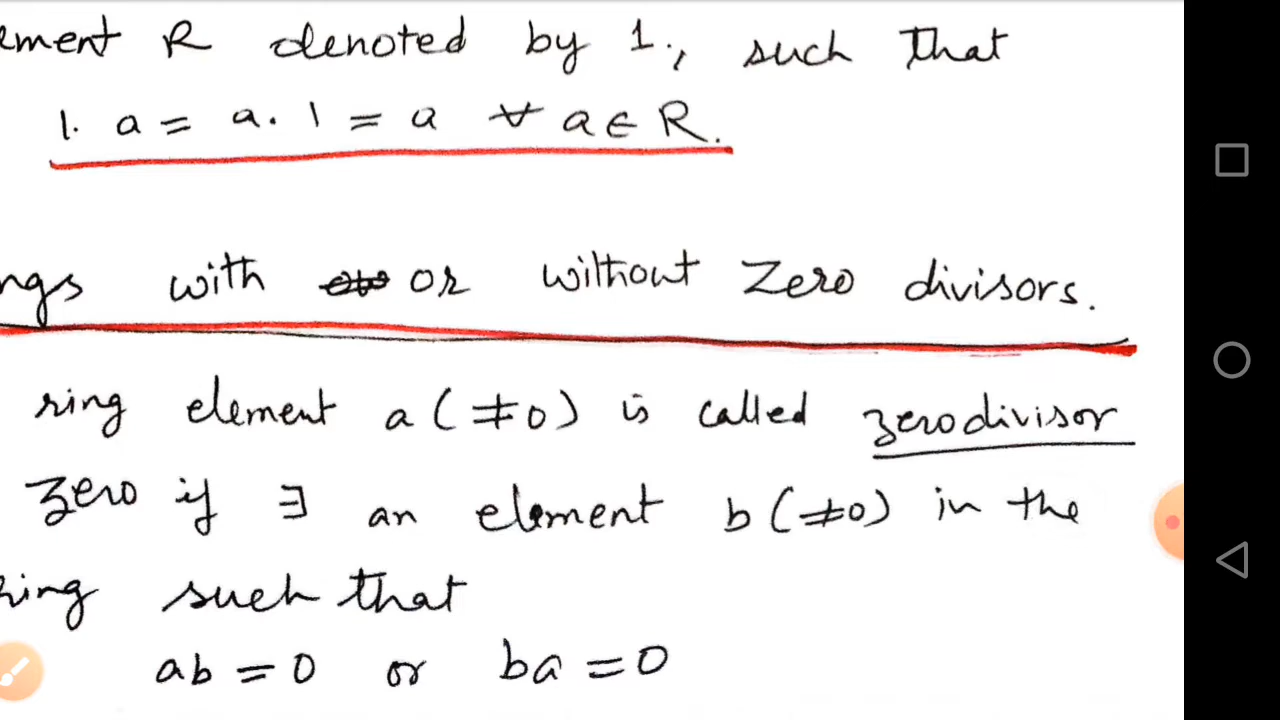 ement R denoted by 1., such that
1. a = a. 1 = a ∀ a ∈ R.
ngs with or without Zero divisors.
ring element a (≠0) is called zerodivisor
zero if ∃ an element b (≠0) in the
ring such that
ab = 0 or ba = 0